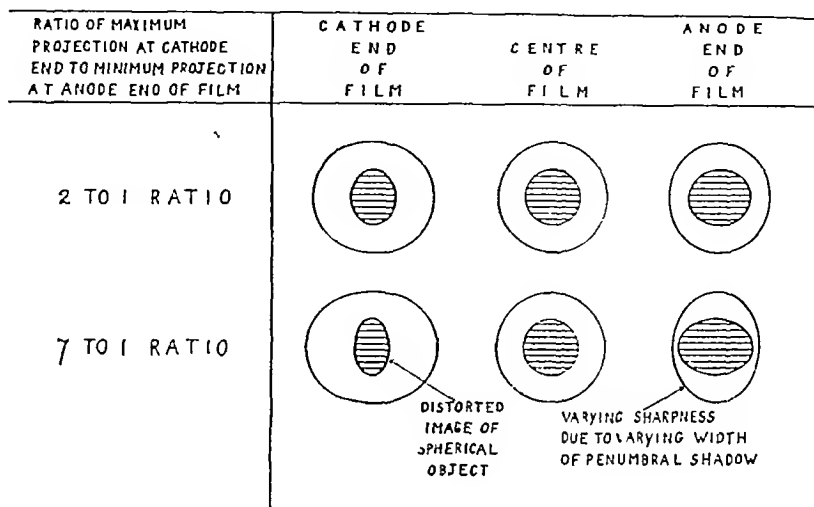 RATIO OF MAXIMUM
PROJECTION AT CATHODE
END TO MINIMUM PROJECTION
AT ANODE END OF FILM
CATHODE
END
OF
FILM
CENTRE
OF
FILM
ANODE
END
OF
FILM
2 TO 1 RATIO
7 TO 1 RATIO
DISTORTED
IMAGE OF
SPHERICAL
OBJECT
VARYING SHARPNESS
DUE TO VARYING WIDTH
OF PENUMBRAL SHADOW